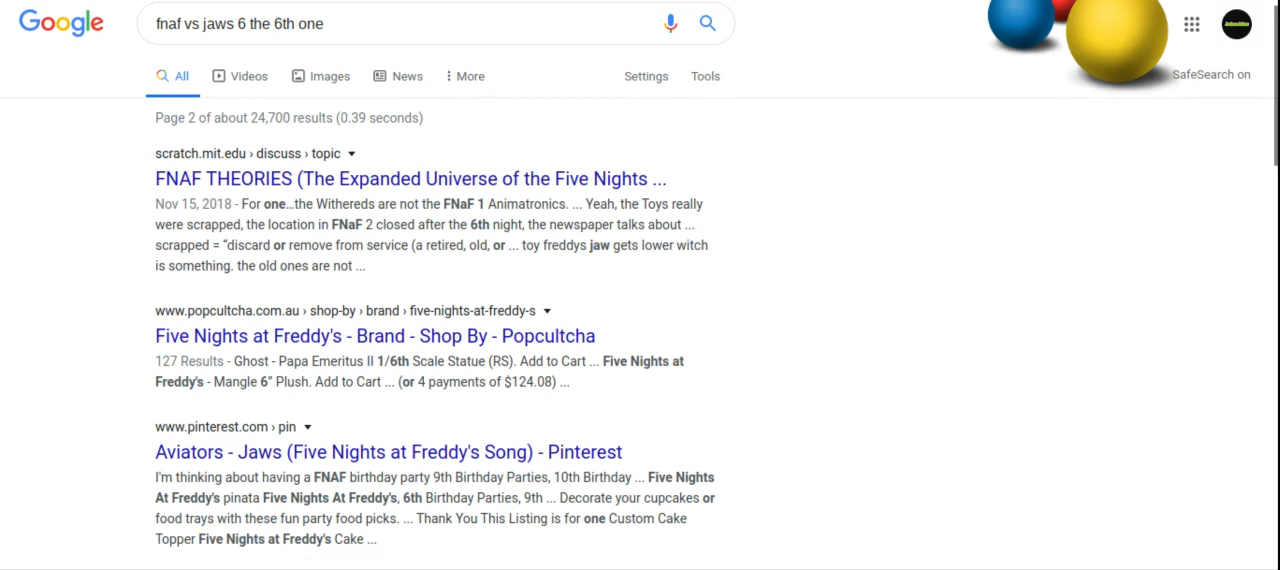 Google
fnaf vs jaws 6 the 6th one
All Videos Images News More Settings Tools
SafeSearch on
Page 2 of about 24,700 results (0.39 seconds)
scratch.mit.edu › discuss › topic
FNAF THEORIES (The Expanded Universe of the Five Nights ...
Nov 15, 2018 - For one...the Withereds are not the FNaF 1 Animatronics. ... Yeah, the Toys really
were scrapped, the location in FNaF 2 closed after the 6th night, the newspaper talks about ...
scrapped = "discard or remove from service (a retired, old, or ... toy freddys jaw gets lower witch
is something. the old ones are not ...
www.popcultcha.com.au › shop-by › brand › five-nights-at-freddy-s
Five Nights at Freddy's - Brand - Shop By - Popcultcha
127 Results - Ghost - Papa Emeritus II 1/6th Scale Statue (RS). Add to Cart ... Five Nights at
Freddy's - Mangle 6" Plush. Add to Cart ... (or 4 payments of $124.08) ...
www.pinterest.com › pin
Aviators - Jaws (Five Nights at Freddy's Song) - Pinterest
I'm thinking about having a FNAF birthday party 9th Birthday Parties, 10th Birthday ... Five Nights
At Freddy's pinata Five Nights At Freddy's, 6th Birthday Parties, 9th ... Decorate your cupcakes or
food trays with these fun party food picks. ... Thank You This Listing is for one Custom Cake
Topper Five Nights at Freddy's Cake ...